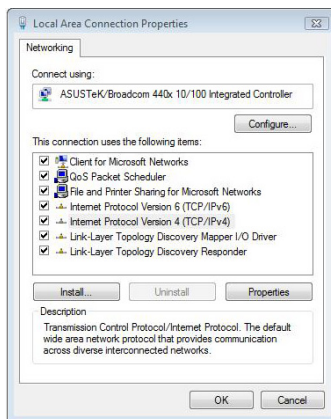 Local Area Connection Properties
Networking
Connect using:
ASUSTeK/Broadcom 440x 10/100 Integrated Controller
Configure...
This connection uses the following items:
Client for Microsoft Networks
QoS Packet Scheduler
File and Printer Sharing for Microsoft Networks
Internet Protocol Version 6 (TCP/IPv6)
Internet Protocol Version 4 (TCP/IPv4)
Link-Layer Topology Discovery Mapper I/O Driver
Link-Layer Topology Discovery Responder
Install... Uninstall Properties
Description
Transmission Control Protocol/Internet Protocol. The default
wide area network protocol that provides communication
across diverse interconnected networks.
OK Cancel